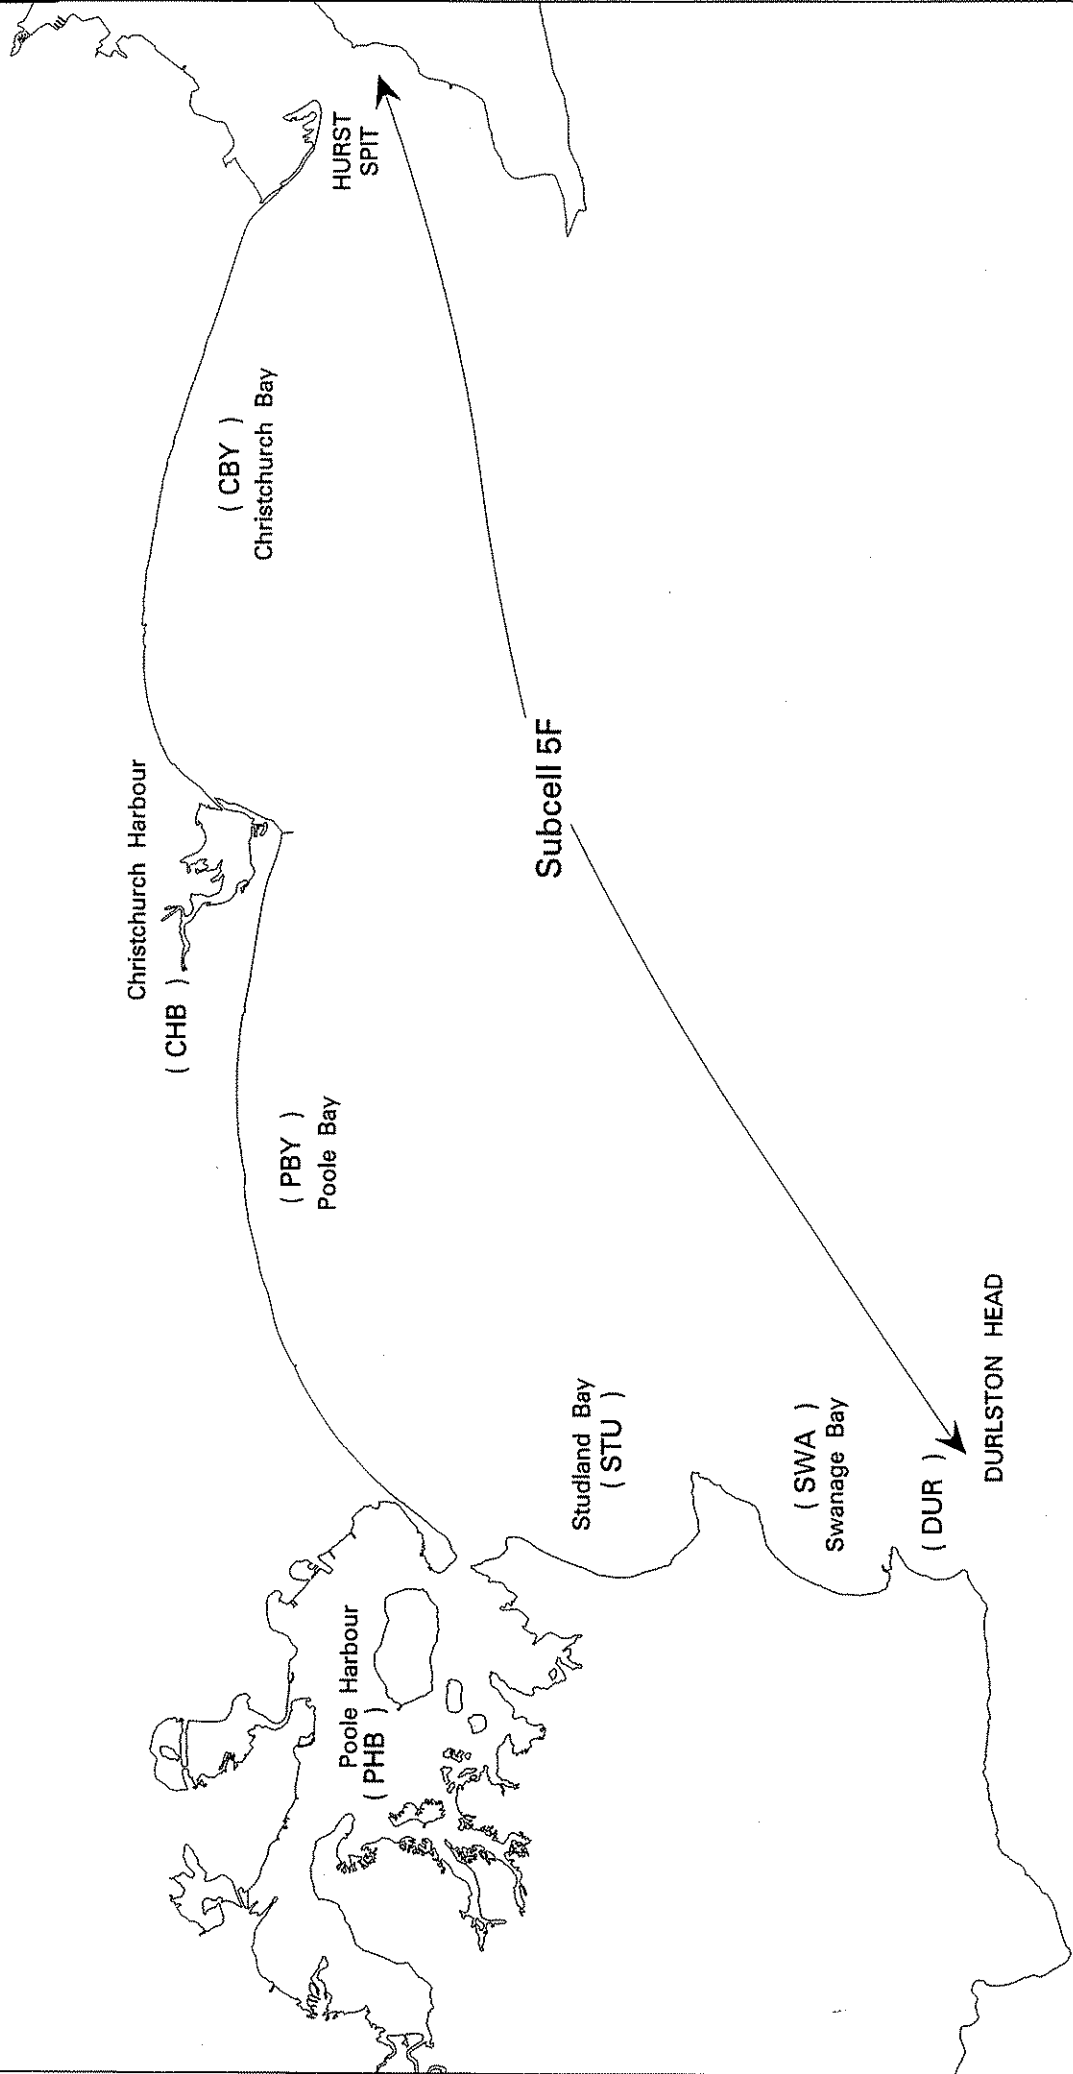 HURST
SPIT
( CBY )
Christchurch Bay
Christchurch Harbour
( CHB )
( PBY )
Poole Bay
Subcell 5F
Poole Harbour
( PHB )
Studland Bay
( STU )
( SWA )
Swanage Bay
( DUR )
DURLSTON HEAD